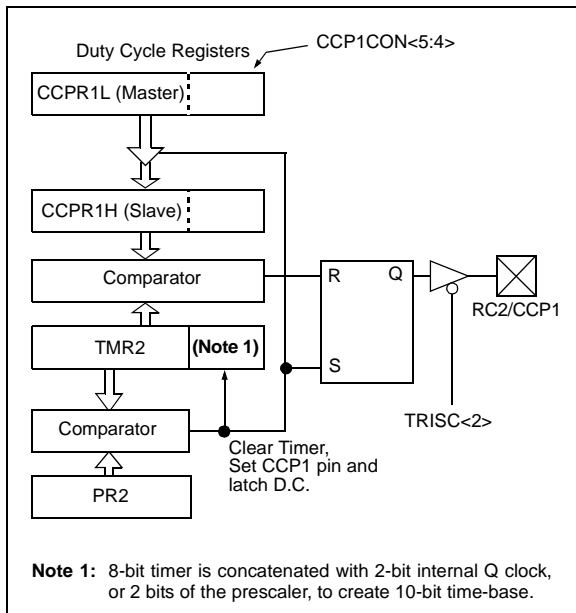 Duty Cycle Registers
CCP1CON<5:4>
CCPR1L (Master)
CCPR1H (Slave)
Comparator
R
Q
RC2/CCP1
TMR2
(Note 1)
S
TRISC<2>
Comparator
Clear Timer,
Set CCP1 pin and
latch D.C.
PR2
Note 1: 8-bit timer is concatenated with 2-bit internal Q clock,
or 2 bits of the prescaler, to create 10-bit time-base.